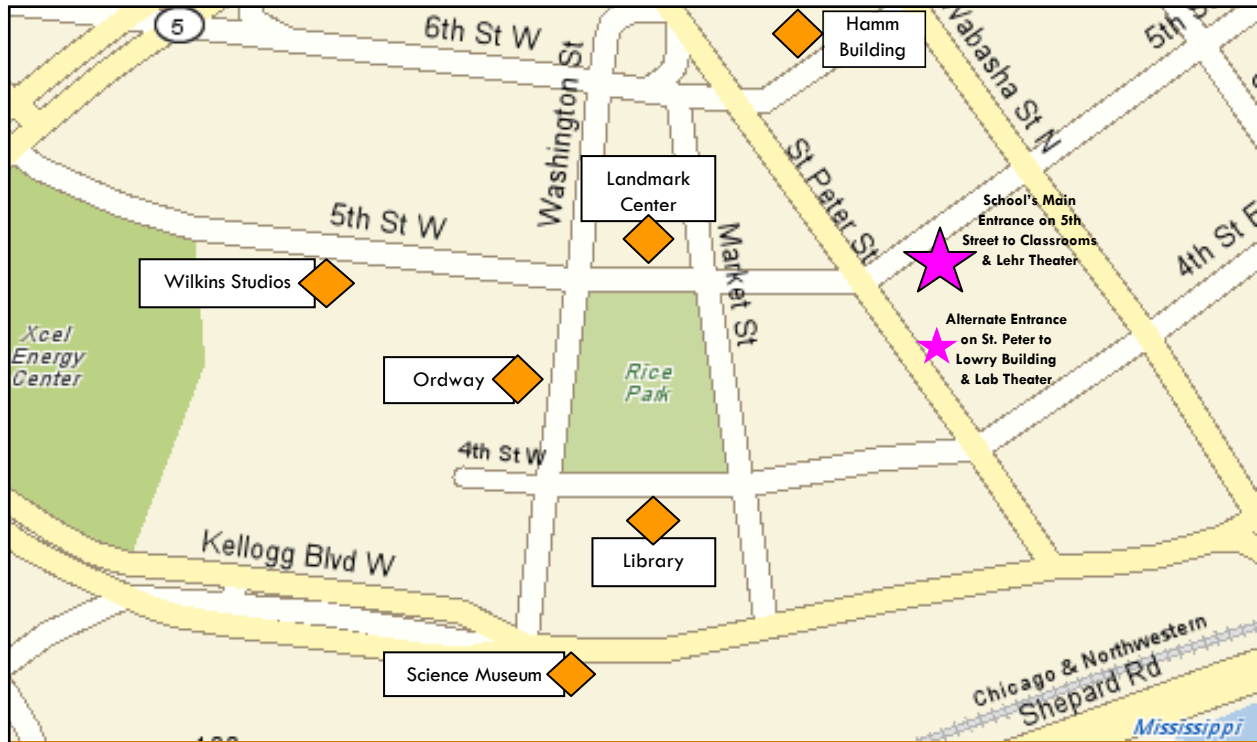 5
6th St W
Hamm
Building
Washington St
Wabasha St N
5th S
St Peter St
Landmark
Center
School's Main
Entrance on 5th
Street to Classrooms
& Lehr Theater
5th St W
Market St
4th St E
Wilkins Studios
Alternate Entrance
on St. Peter to
Lowry Building
& Lab Theater
Xcel
Energy
Center
Ordway
Rice
Park
4th St W
Kellogg Blvd W
Library
Science Museum
Chicago & Northwestern
Shepard Rd
Mississippi